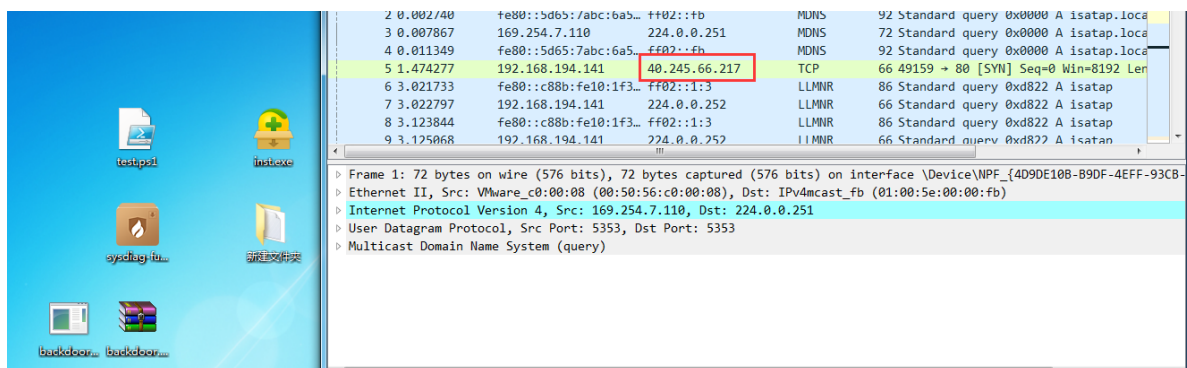 2 0.002740 fe80::5d65:7abc:6a5… ff02::fb MDNS 92 Standard query 0x0000 A isatap.loca
3 0.007867 169.254.7.110 224.0.0.251 MDNS 72 Standard query 0x0000 A isatap.loca
4 0.011349 fe80::5d65:7abc:6a5… ff02::fb MDNS 92 Standard query 0x0000 A isatap.loca
5 1.474277 192.168.194.141 40.245.66.217 TCP 66 49159 → 80 [SYN] Seq=0 Win=8192 Len
6 3.021733 fe80::c88b:fe10:1f3… ff02::1:3 LLMNR 86 Standard query 0xd822 A isatap
7 3.022797 192.168.194.141 224.0.0.252 LLMNR 66 Standard query 0xd822 A isatap
8 3.123844 fe80::c88b:fe10:1f3… ff02::1:3 LLMNR 86 Standard query 0xd822 A isatap
9 3.125068 192.168.194.141 224.0.0.252 LLMNR 66 Standard query 0xd822 A isatap
Frame 1: 72 bytes on wire (576 bits), 72 bytes captured (576 bits) on interface \Device\NPF_{4D9DE10B-B9DF-4EFF-93CB-
Ethernet II, Src: VMware_c0:00:08 (00:50:56:c0:00:08), Dst: IPv4mcast_fb (01:00:5e:00:00:fb)
Internet Protocol Version 4, Src: 169.254.7.110, Dst: 224.0.0.251
User Datagram Protocol, Src Port: 5353, Dst Port: 5353
Multicast Domain Name System (query)
test.ps1
inst.exe
sysdiag-fu...
新建文件夹
backdoor...
backdoor...